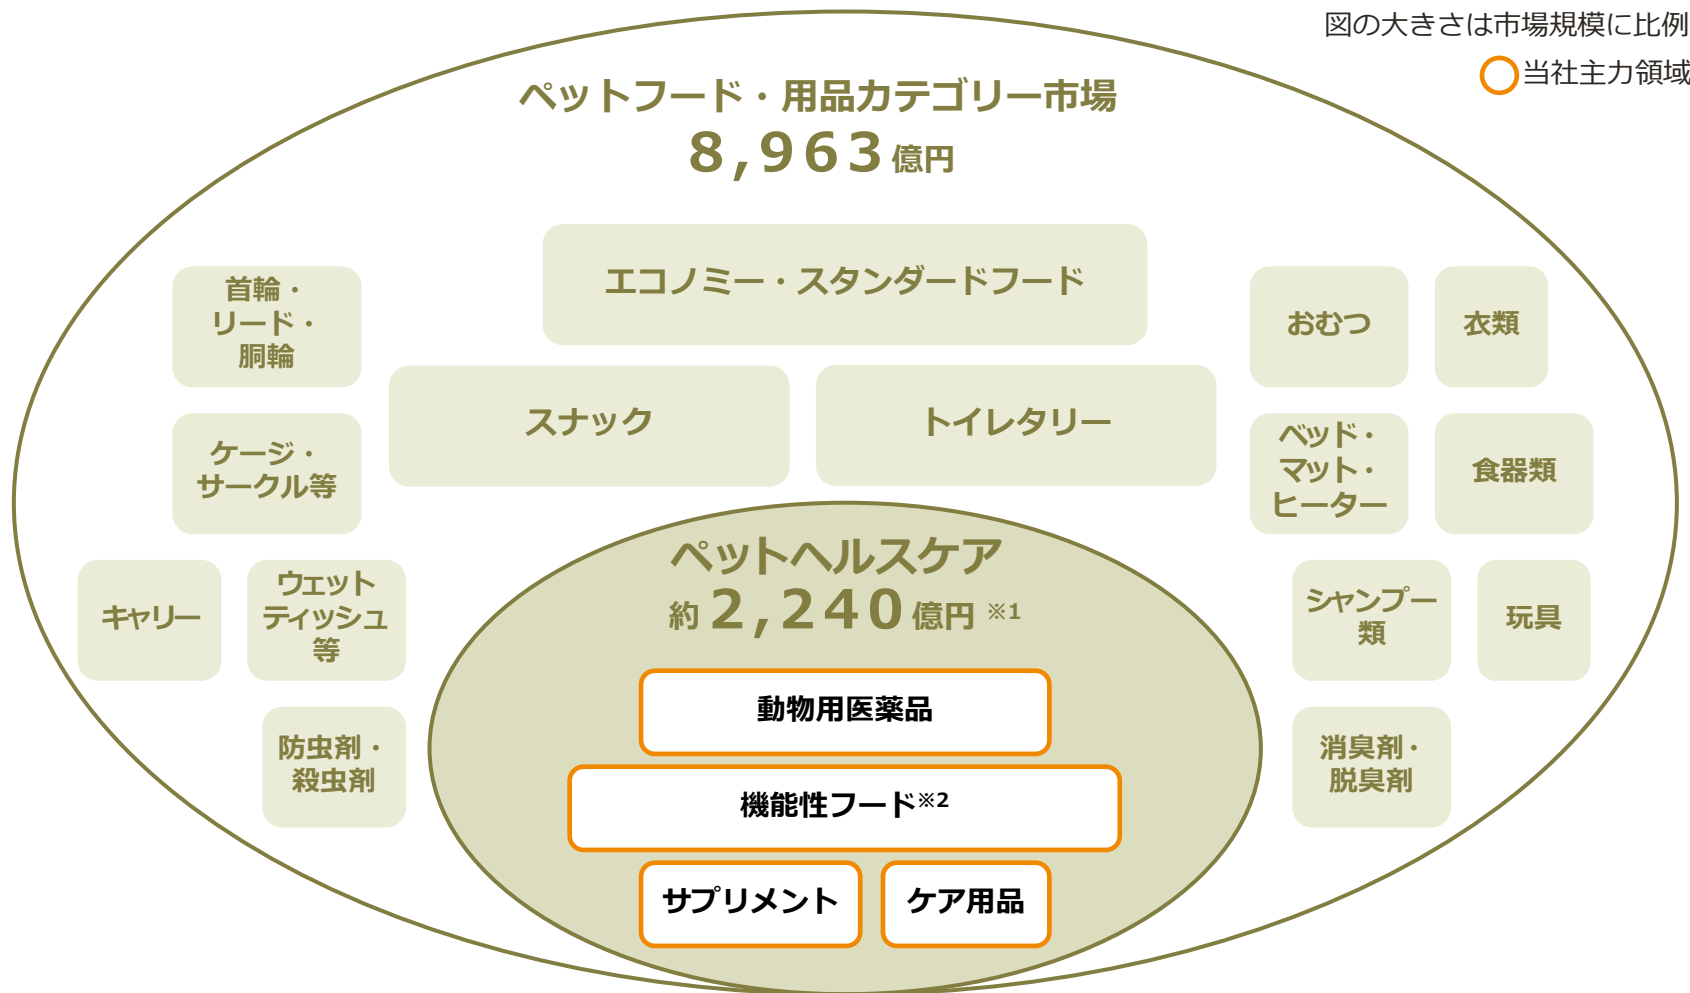 図の大きさは市場規模に比例
当社主力領域
ペットフード・用品カテゴリー市場
8,963億円
エコノミー・スタンダードフード
首輪・
リード・
胴輪
おむつ
衣類
スナック
トイレタリー
ケージ・
サークル等
ベッド・
マット・
ヒーター
食器類
ペットヘルスケア
約2,240億円 ※1
キャリー
ウェット
ティッシュ
等
シャンプー
類
玩具
動物用医薬品
防虫剤・
殺虫剤
消臭剤・
脱臭剤
機能性フード※2
サプリメント
ケア用品